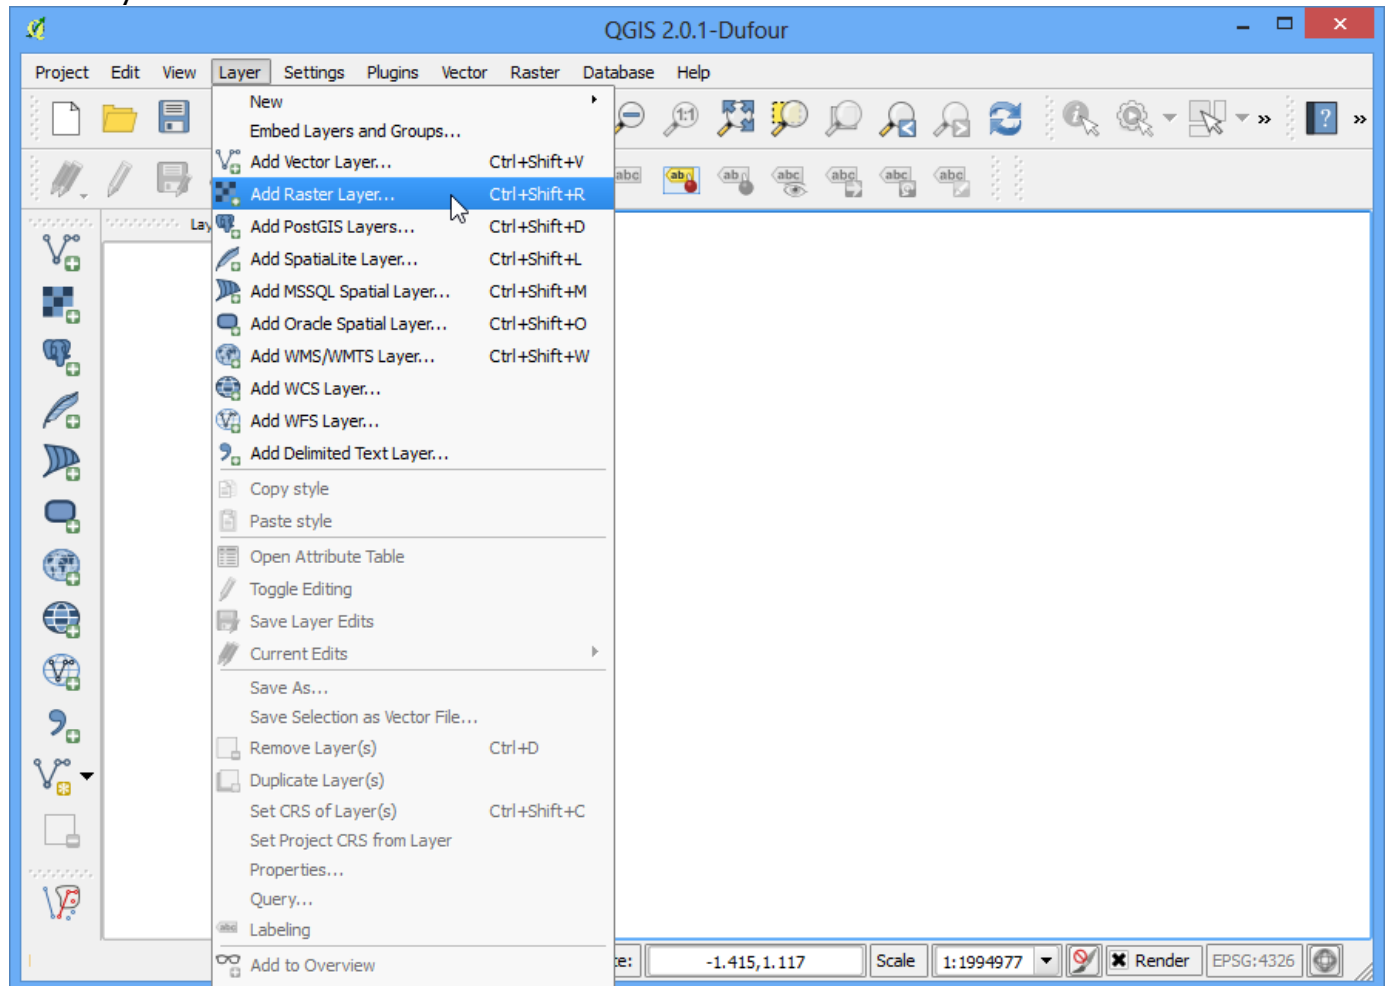 QGIS 2.0.1-Dufour
Project Edit View Layer Settings Plugins Vector Raster Database Help
New
Embed Layers and Groups...
Add Vector Layer... Ctrl+Shift+V
Add Raster Layer... Ctrl+Shift+R
Add PostGIS Layers... Ctrl+Shift+D
Add SpatiaLite Layer... Ctrl+Shift+L
Add MSSQL Spatial Layer... Ctrl+Shift+M
Add Oracle Spatial Layer... Ctrl+Shift+O
Add WMS/WMTS Layer... Ctrl+Shift+W
Add WCS Layer...
Add WFS Layer...
Add Delimited Text Layer...
Copy style
Paste style
Open Attribute Table
Toggle Editing
Save Layer Edits
Current Edits
Save As...
Save Selection as Vector File...
Remove Layer(s) Ctrl+D
Duplicate Layer(s)
Set CRS of Layer(s) Ctrl+Shift+C
Set Project CRS from Layer
Properties...
Query...
Labeling
Add to Overview
-1.415,1.117 Scale 1:1994977 Render EPSG:4326